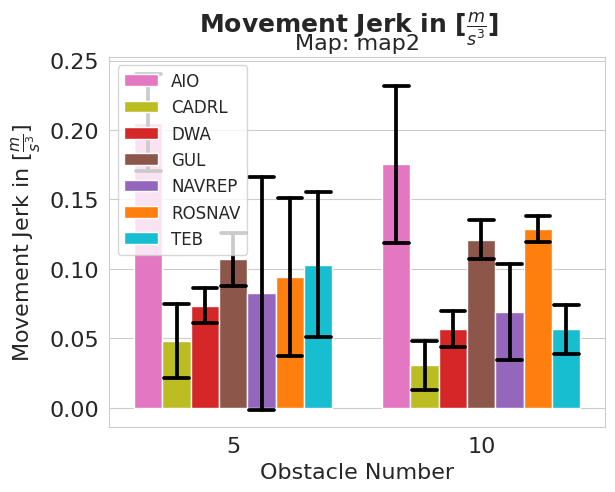 Movement Jerk in [m/s³]
Map: map2
Movement Jerk in [m/s³]
0.25
0.20
0.15
0.10
0.05
0.00
AIO
CADRL
DWA
GUL
NAVREP
ROSNAV
TEB
5
10
Obstacle Number